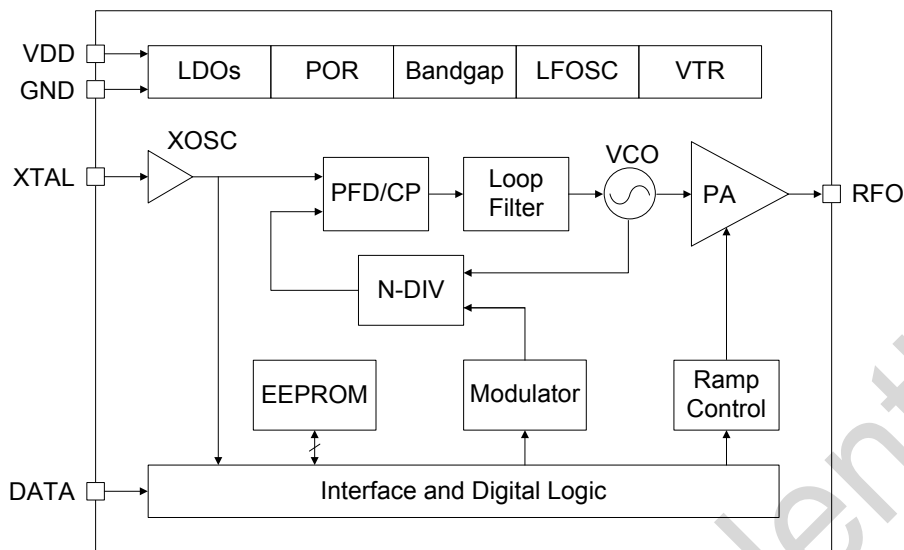 VDD
GND
LDOs
POR
Bandgap
LFOSC
VTR
XOSC
XTAL
PFD/CP
Loop
Filter
VCO
PA
RFO
N-DIV
EEPROM
Modulator
Ramp
Control
DATA
Interface and Digital Logic